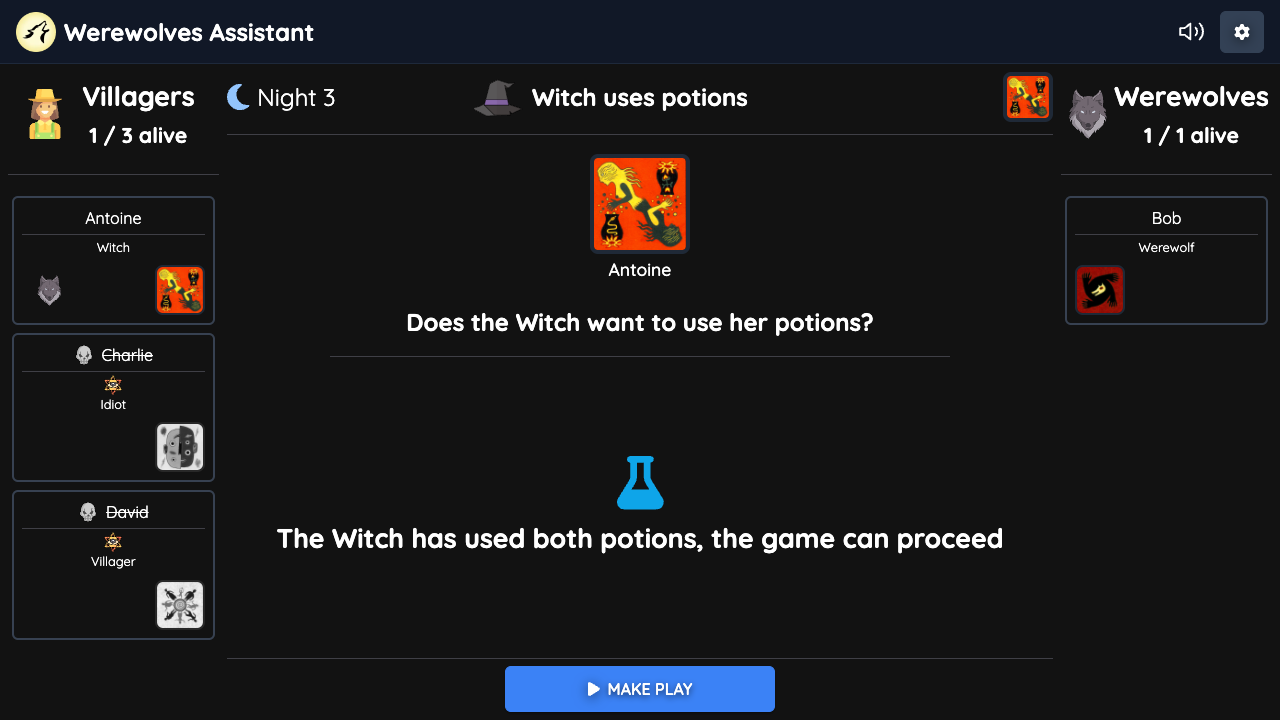 Werewolves Assistant
Villagers
1 / 3 alive
Night 3
Witch uses potions
Werewolves
1 / 1 alive
Antoine
Witch
Charlie
Idiot
David
Villager
Antoine
Does the Witch want to use her potions?
The Witch has used both potions, the game can proceed
MAKE PLAY
Bob
Werewolf